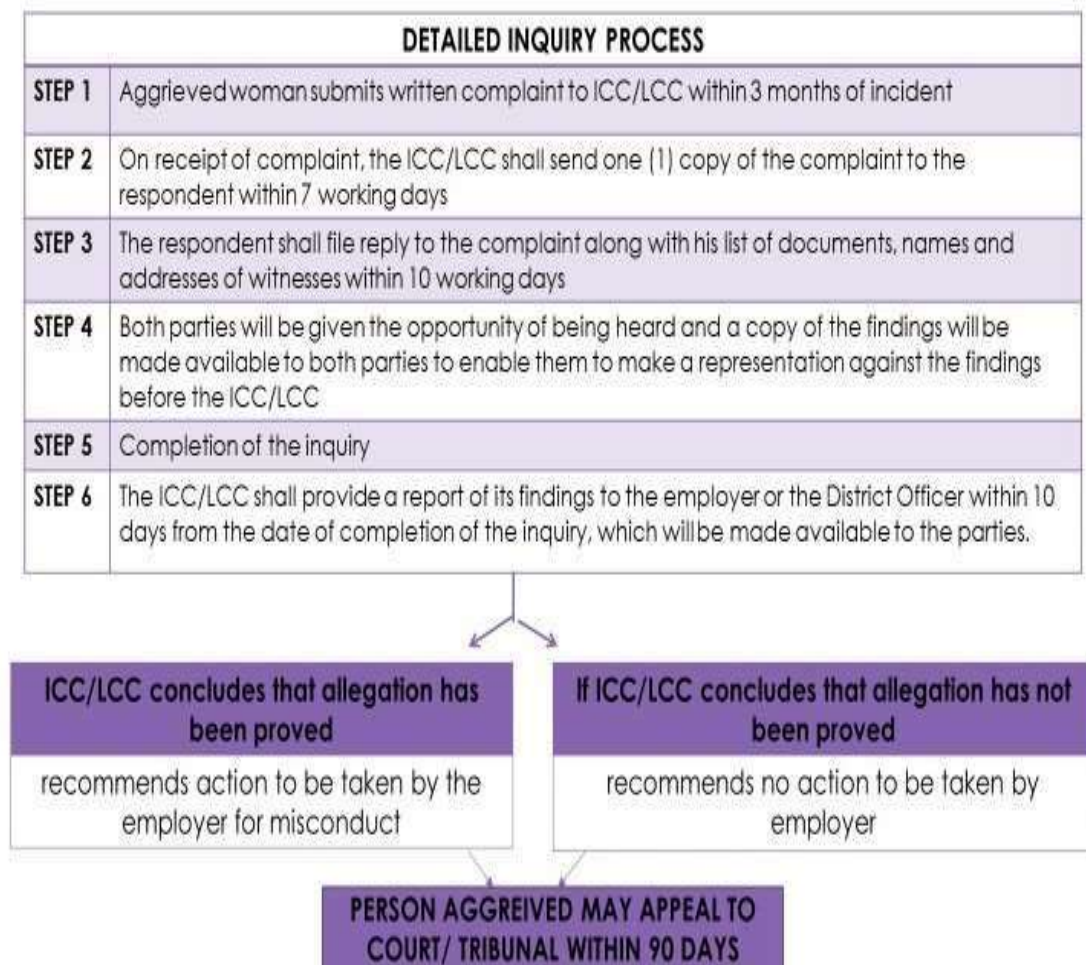 DETAILED INQUIRY PROCESS
STEP 1 Aggrieved woman submits written complaint to ICC/LCC within 3 months of incident
STEP 2 On receipt of complaint, the ICC/LCC shall send one (1) copy of the complaint to the
respondent within 7 working days
STEP 3 The respondent shall file reply to the complaint along with his list of documents, names and
addresses of witnesses within 10 working days
STEP 4 Both parties will be given the opportunity of being heard and a copy of the findings will be
made available to both parties to enable them to make a representation against the findings
before the ICC/LCC
STEP 5 Completion of the inquiry
STEP 6 The ICC/LCC shall provide a report of its findings to the employer or the District Officer within 10
days from the date of completion of the inquiry, which will be made available to the parties.
ICC/LCC concludes that allegation has
been proved
recommends action to be taken by the
employer for misconduct
If ICC/LCC concludes that allegation has not
been proved
recommends no action to be taken by
employer
PERSON AGGREIVED MAY APPEAL TO
COURT/ TRIBUNAL WITHIN 90 DAYS